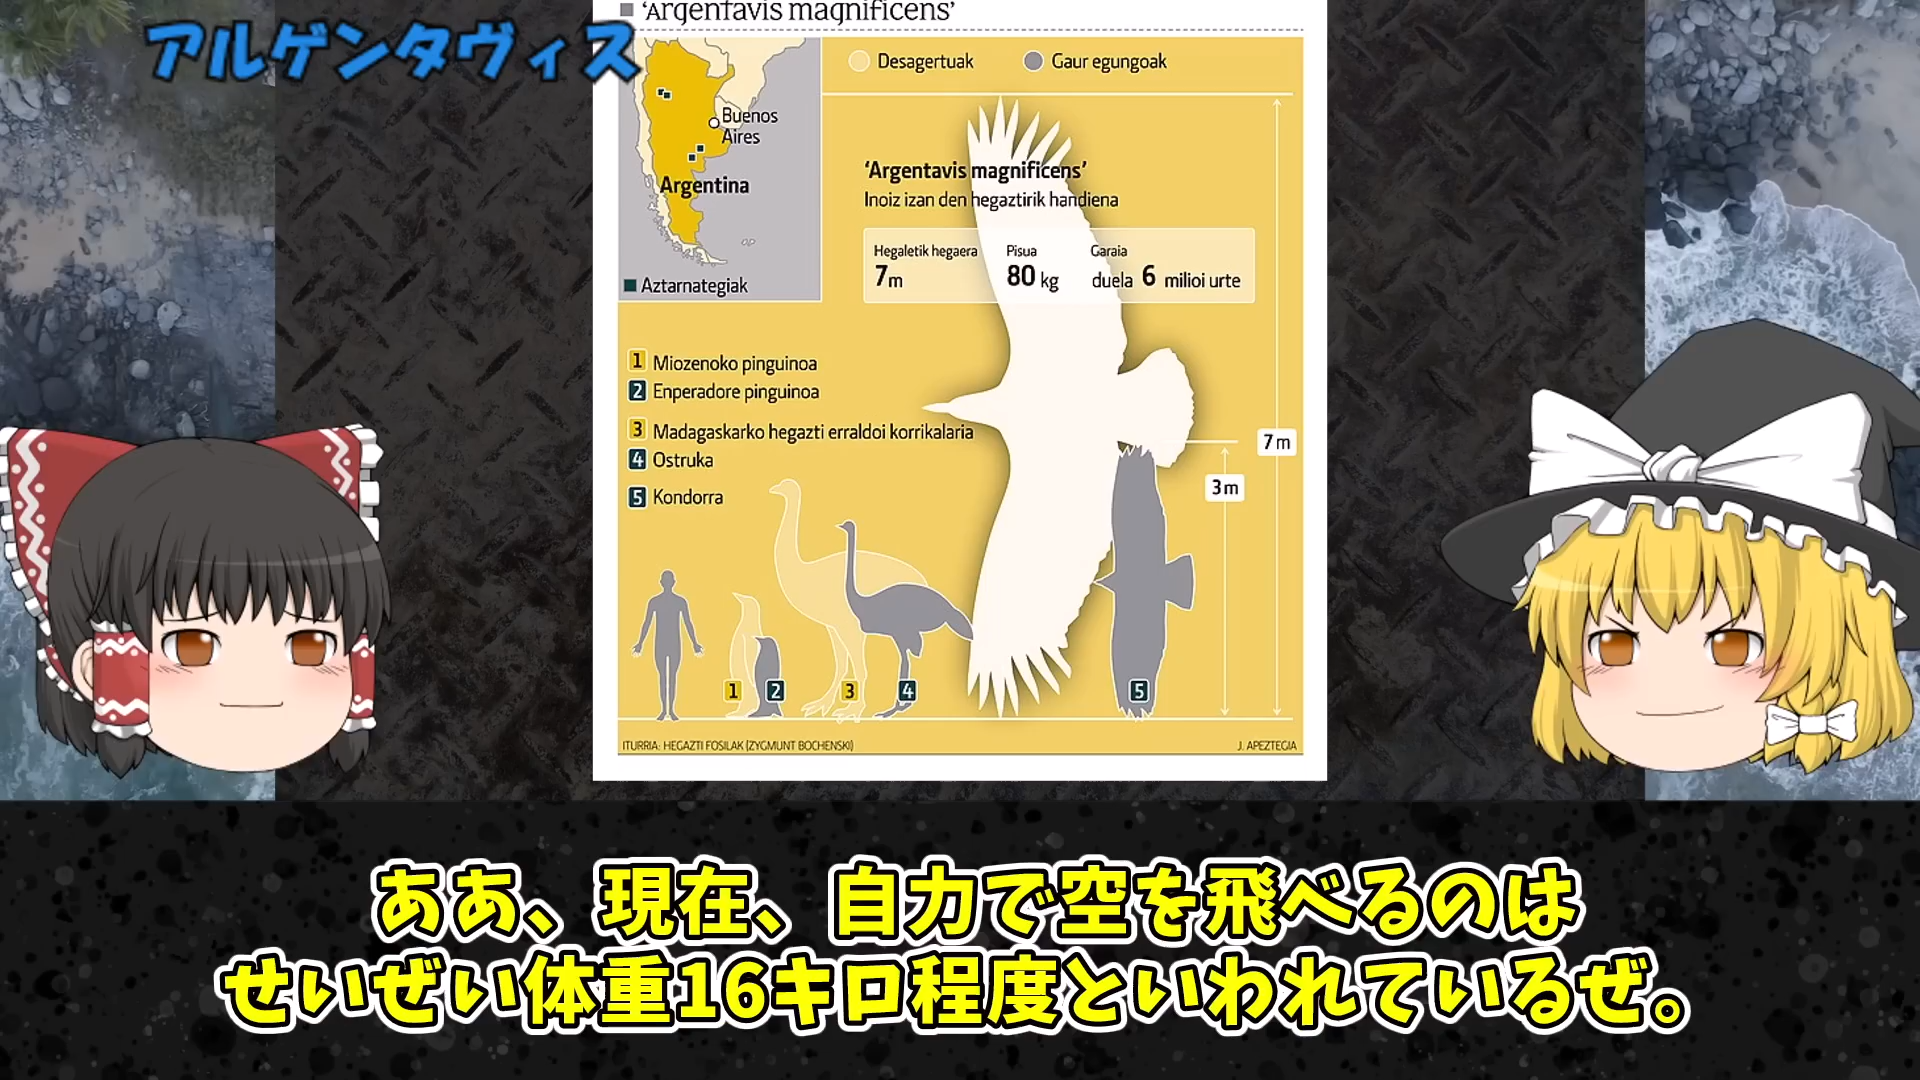 'Argentavis magnificens'
アルゲンタヴィス
Desagertuak
Gaur egungoak
Buenos
Aires
Argentina
Aztarnategiak
'Argentavis magnificens'
Inoiz izan den hegaztirik handiena
Hegaletik hegaera
7m
Pisua
80 kg
Garaia
duela 6 milioi urte
1 Miozenoko pinguinoa
2 Enperadore pinguinoa
3 Madagaskarko hegazti erraldoi korrikalaria
4 Ostruka
5 Kondorra
7m
3m
1
2
3
4
5
ITURRIA: HEGAZTI FOSILAK (ZYGMUNT BOCHENSKI)
J. APEZTEGIA
ああ、現在、自力で空を飛べるのは
せいぜい体重16キロ程度といわれているぜ。